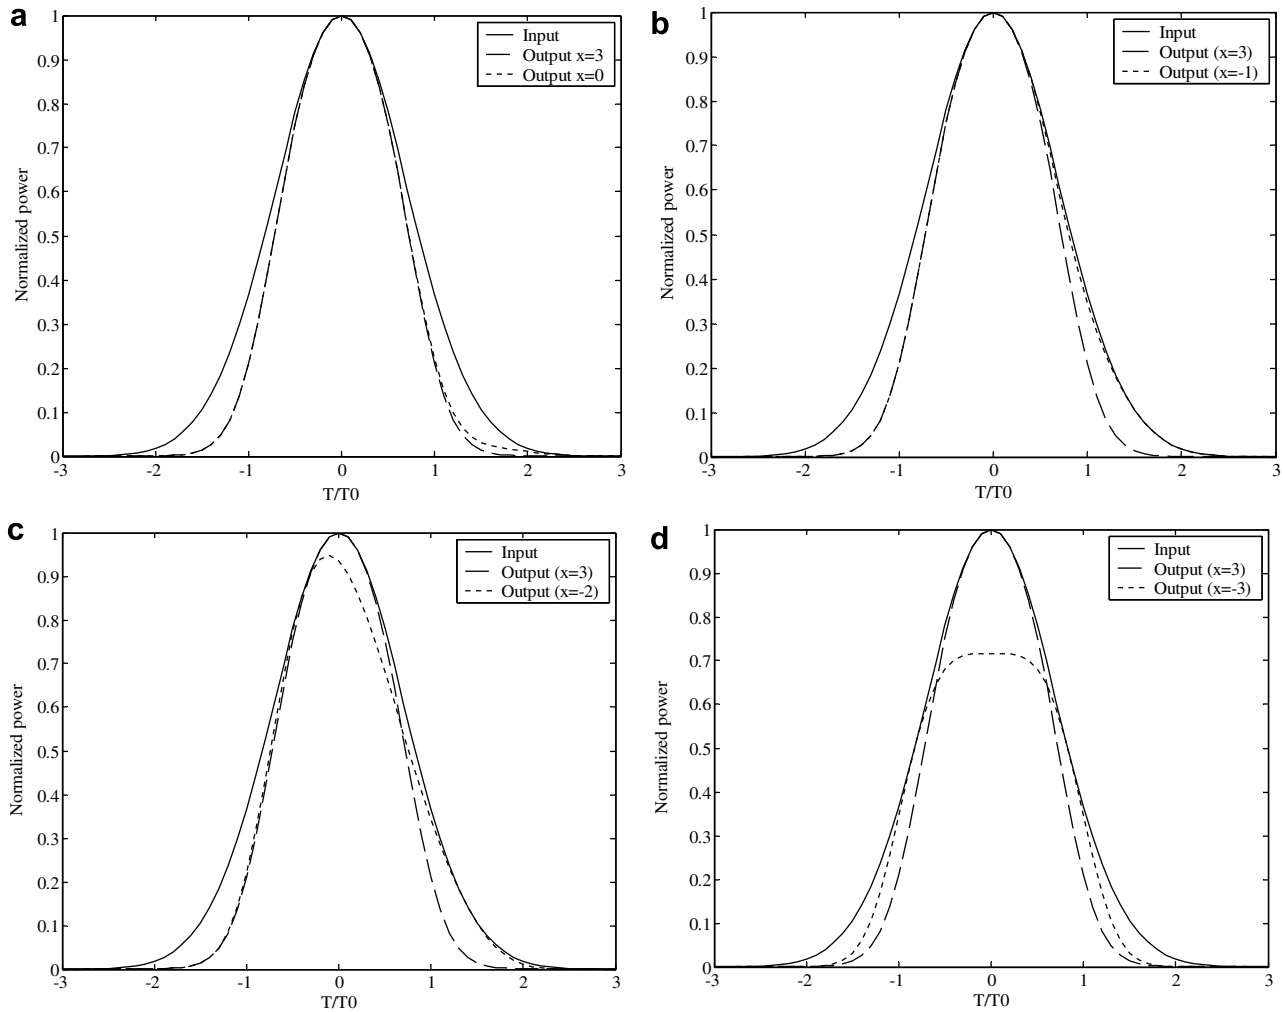 a
Input
Output x=3
Output x=0
1
0.9
0.8
0.7
0.6
0.5
0.4
0.3
0.2
0.1
0
Normalized power
-3 -2 -1 0 1 2 3
T/T0
b
Input
Output (x=3)
Output (x=-1)
1
0.9
0.8
0.7
0.6
0.5
0.4
0.3
0.2
0.1
0
Normalized power
-3 -2 -1 0 1 2 3
T/T0
c
Input
Output (x=3)
Output (x=-2)
1
0.9
0.8
0.7
0.6
0.5
0.4
0.3
0.2
0.1
0
Normalized power
-3 -2 -1 0 1 2 3
T/T0
d
Input
Output (x=3)
Output (x=-3)
1
0.9
0.8
0.7
0.6
0.5
0.4
0.3
0.2
0.1
0
Normalized power
-3 -2 -1 0 1 2 3
T/T0